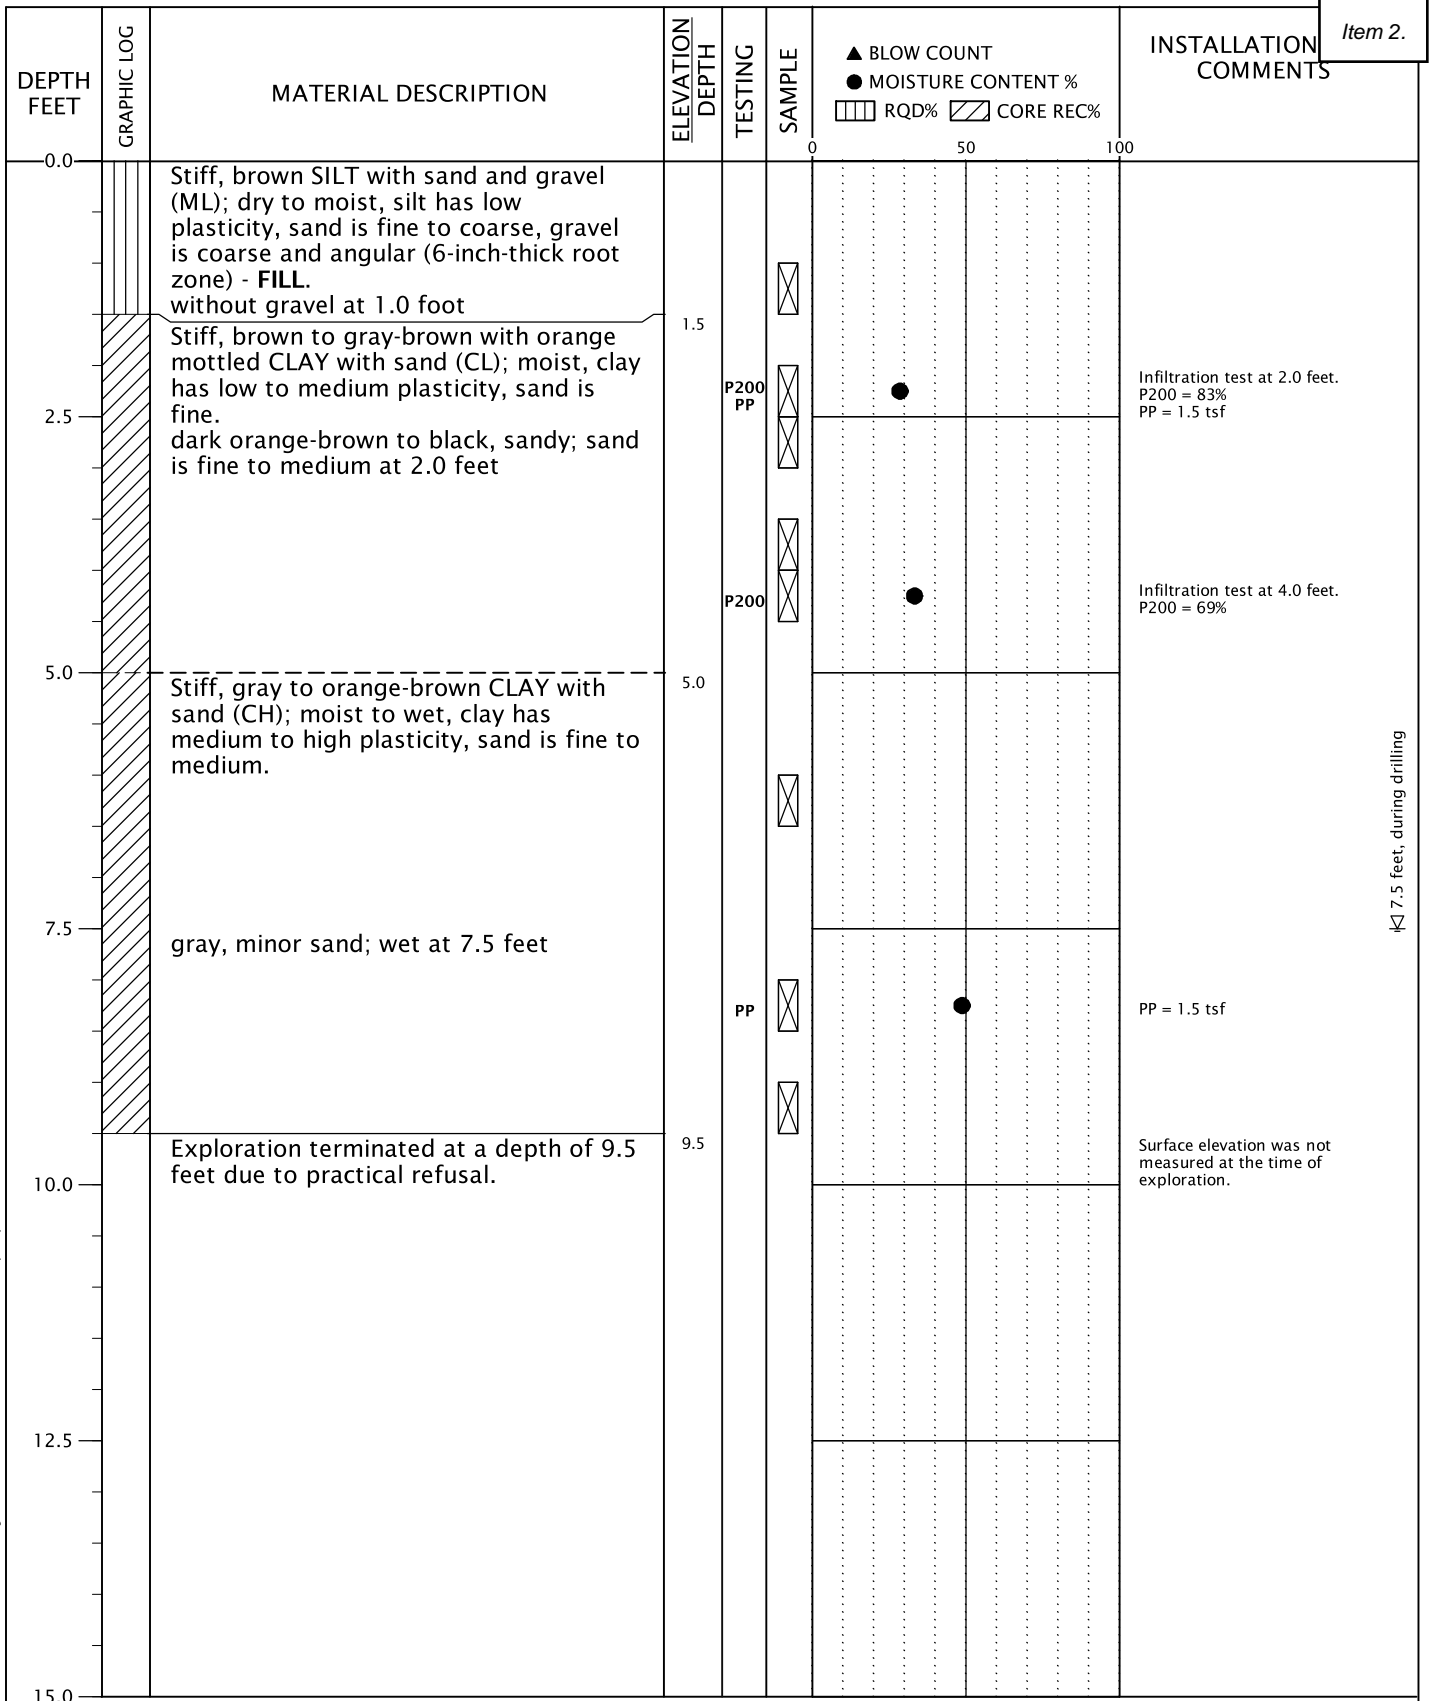 Item 2.
DEPTH
FEET
GRAPHIC LOG
MATERIAL DESCRIPTION
ELEVATION
DEPTH
TESTING
SAMPLE
▲ BLOW COUNT
● MOISTURE CONTENT %
RQD% CORE REC%
INSTALLATION
COMMENTS
0 50 100
0.0
Stiff, brown SILT with sand and gravel
(ML); dry to moist, silt has low
plasticity, sand is fine to coarse, gravel
is coarse and angular (6-inch-thick root
zone) - FILL.
without gravel at 1.0 foot
1.5
Stiff, brown to gray-brown with orange
mottled CLAY with sand (CL); moist, clay
has low to medium plasticity, sand is
fine.
dark orange-brown to black, sandy; sand
is fine to medium at 2.0 feet
P200
PP
Infiltration test at 2.0 feet.
P200 = 83%
PP = 1.5 tsf
2.5
P200
Infiltration test at 4.0 feet.
P200 = 69%
5.0
Stiff, gray to orange-brown CLAY with
sand (CH); moist to wet, clay has
medium to high plasticity, sand is fine to
medium.
5.0
7.5 feet, during drilling
7.5
gray, minor sand; wet at 7.5 feet
PP
PP = 1.5 tsf
Exploration terminated at a depth of 9.5
feet due to practical refusal.
9.5
Surface elevation was not
measured at the time of
exploration.
10.0
12.5
15.0